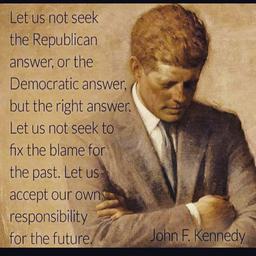 Let us not seek
the Republican
answer, or the
Democratic answer,
but the right answer.
Let us not seek to
fix the blame for
the past. Let us
accept our own
responsibility
for the future.
John F. Kennedy